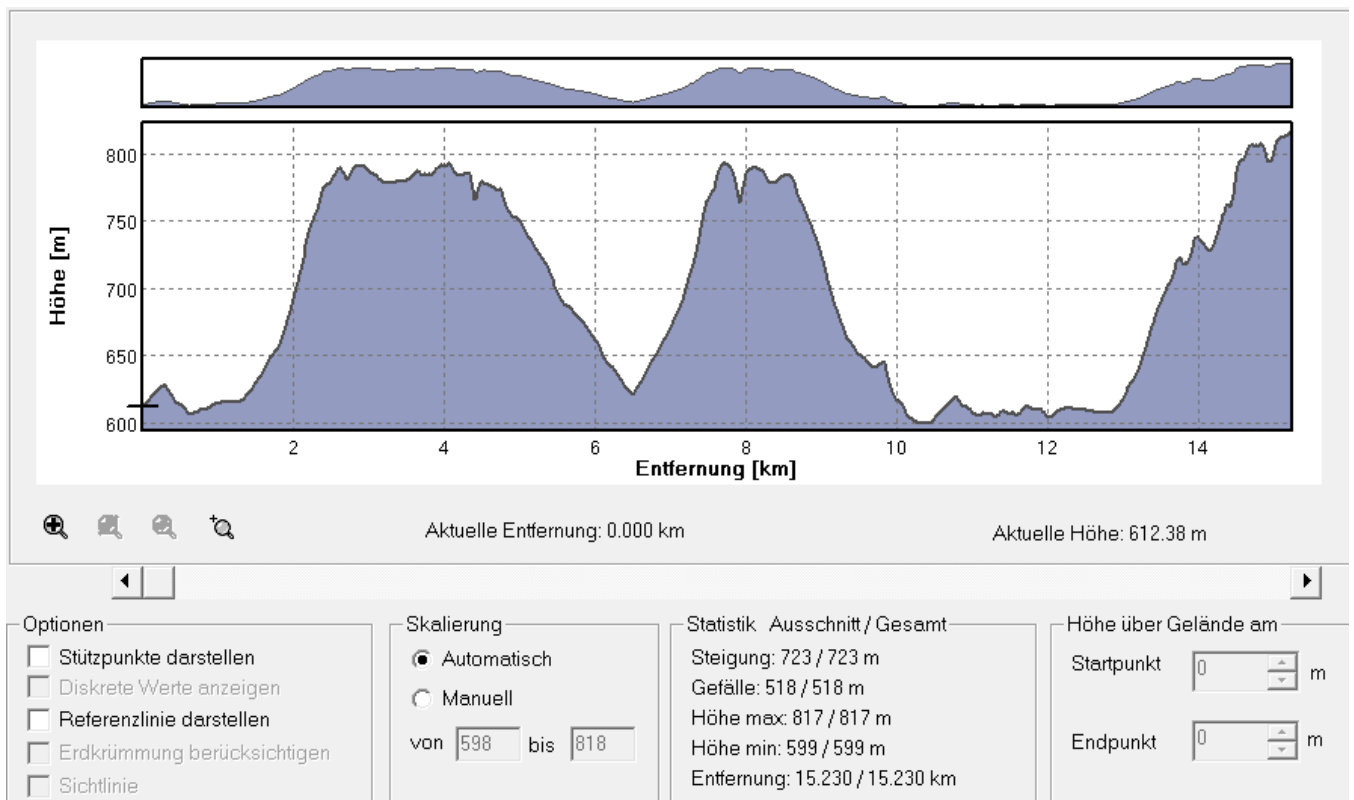 800
750
700
650
600
Höhe [m]
2 4 6 8 10 12 14
Entfernung [km]
Aktuelle Entfernung: 0.000 km
Aktuelle Höhe: 612.38 m
Optionen
Stützpunkte darstellen
Diskrete Werte anzeigen
Referenzlinie darstellen
Erdkrümmung berücksichtigen
Sichtlinie
Skalierung
Automatisch
Manuell
von 598 bis 818
Statistik Ausschnitt / Gesamt
Steigung: 723 / 723 m
Gefälle: 518 / 518 m
Höhe max: 817 / 817 m
Höhe min: 599 / 599 m
Entfernung: 15.230 / 15.230 km
Höhe über Gelände am
Startpunkt 0 m
Endpunkt 0 m